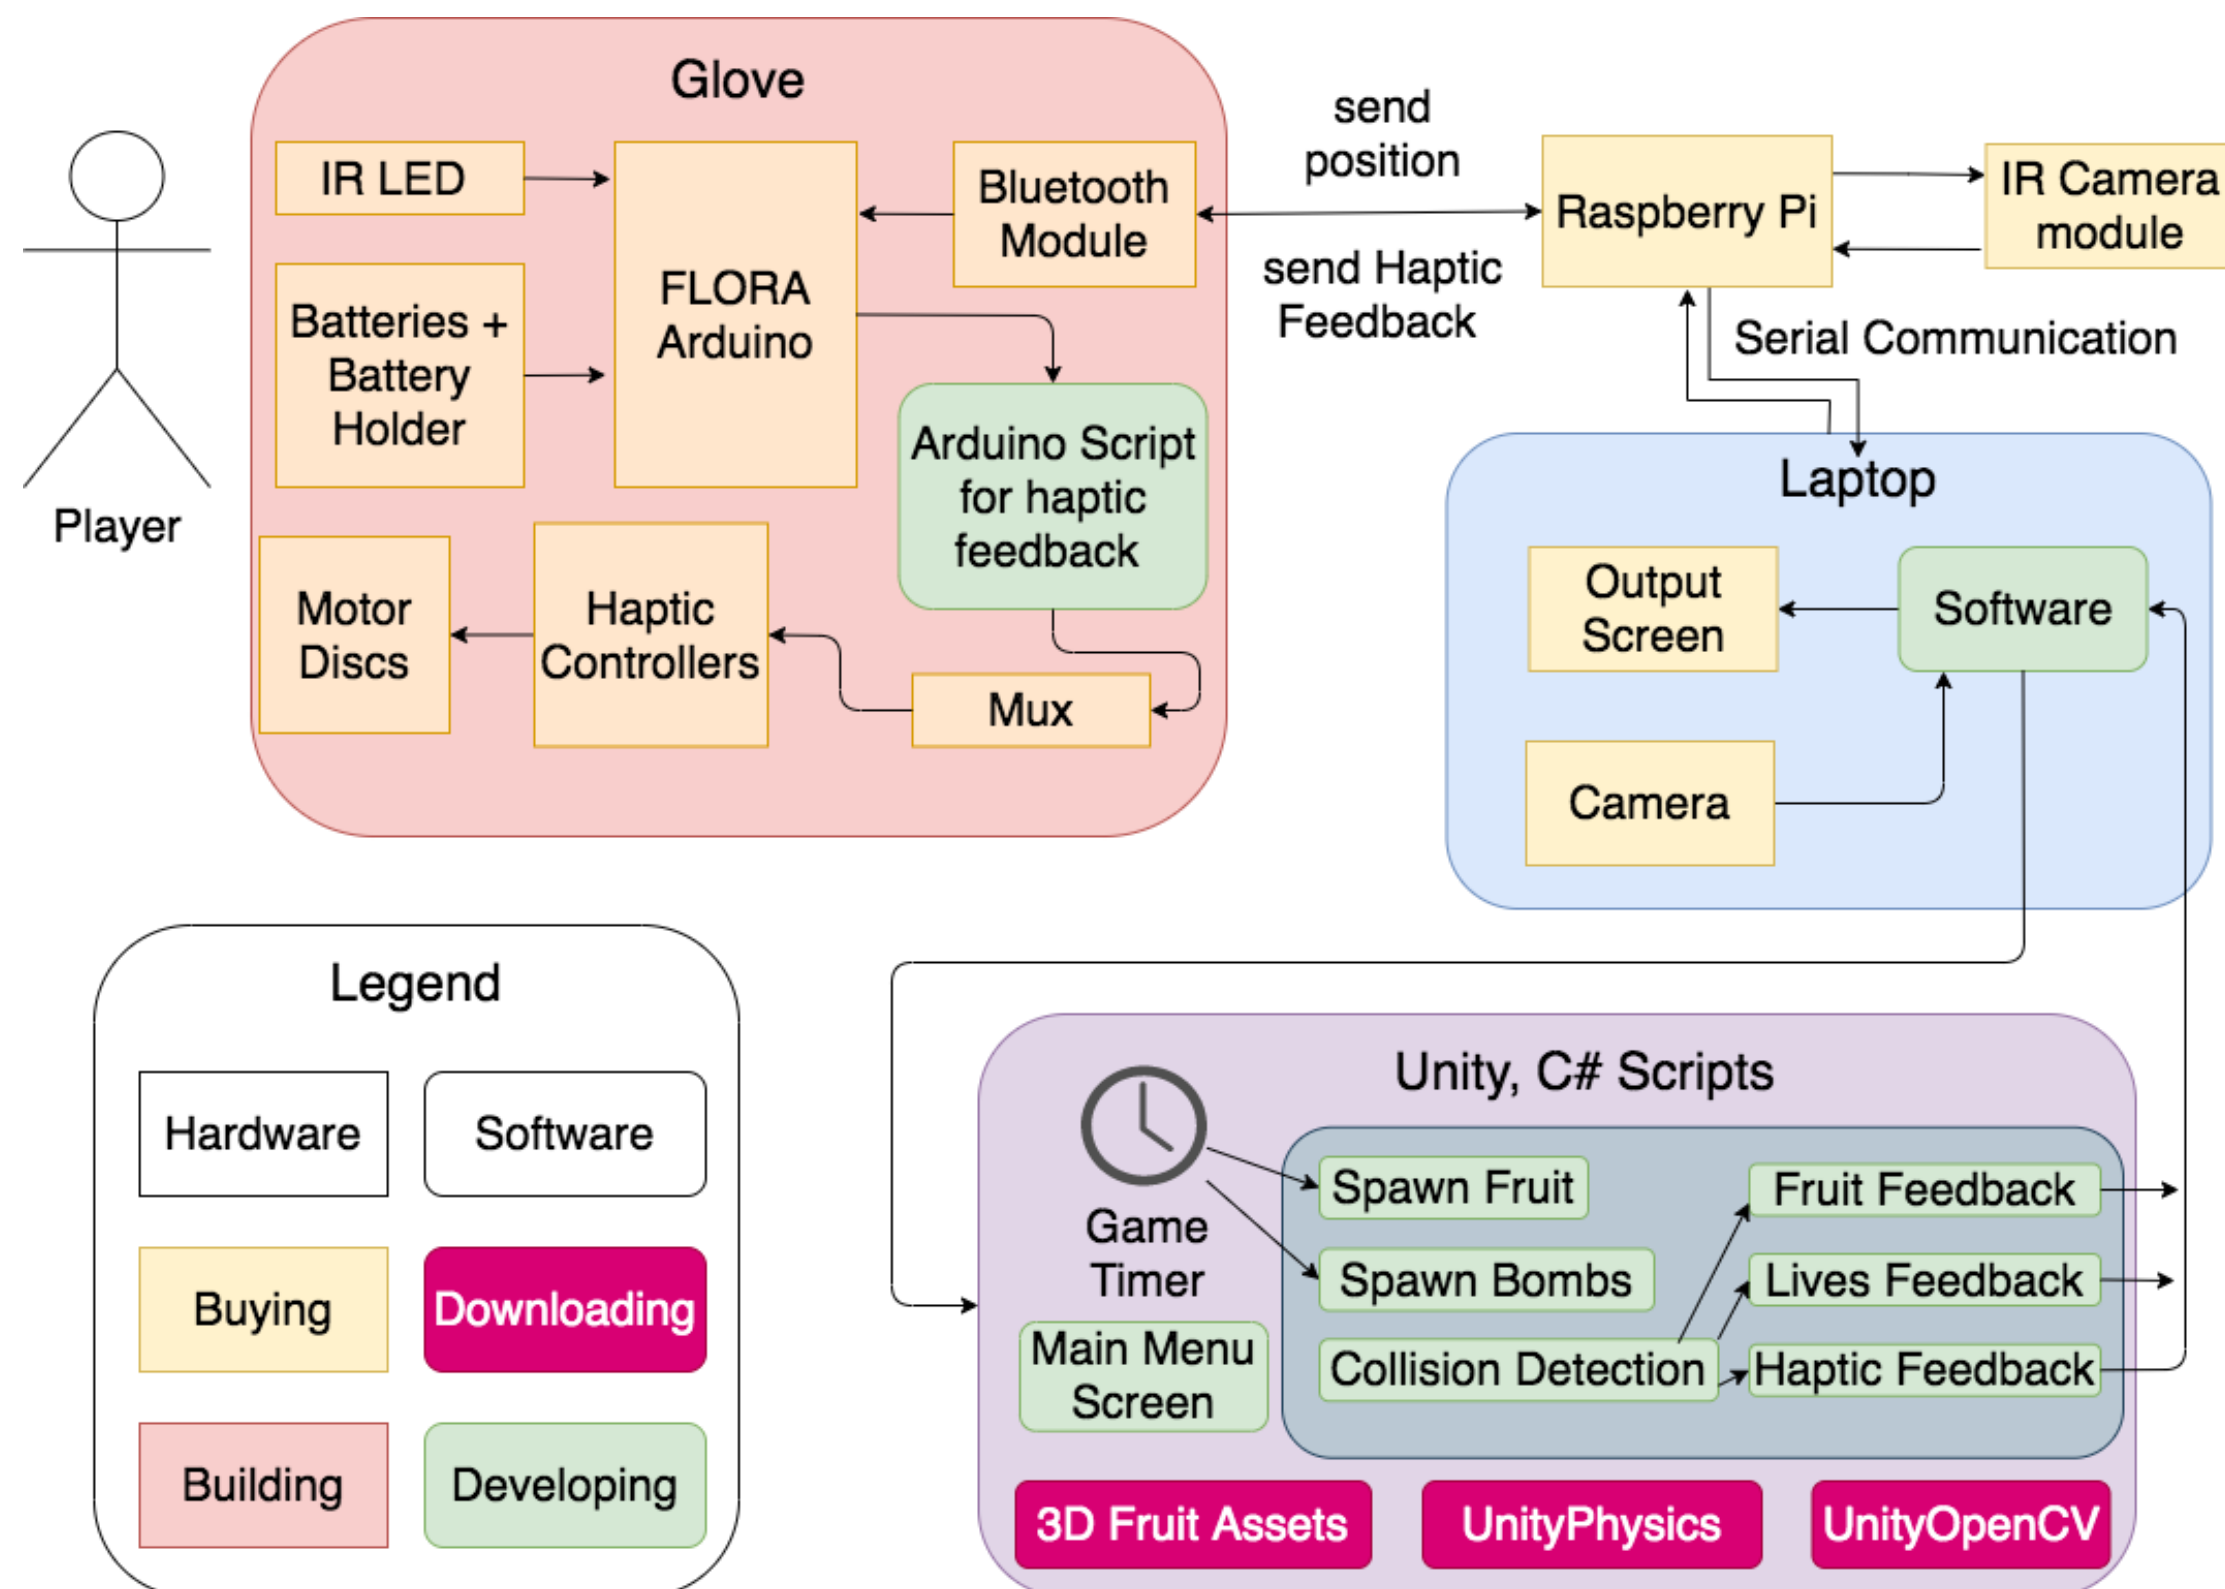 Glove
IR LED
Batteries +
Battery
Holder
FLORA
Arduino
Bluetooth
Module
Arduino Script
for haptic
feedback
Motor
Discs
Haptic
Controllers
Mux
Player
send
position
send Haptic
Feedback
Raspberry Pi
IR Camera
module
Serial Communication
Laptop
Output
Screen
Software
Camera
Legend
Hardware
Software
Buying
Downloading
Building
Developing
Unity, C# Scripts
Game
Timer
Main Menu
Screen
Spawn Fruit
Spawn Bombs
Collision Detection
Fruit Feedback
Lives Feedback
Haptic Feedback
3D Fruit Assets
UnityPhysics
UnityOpenCV